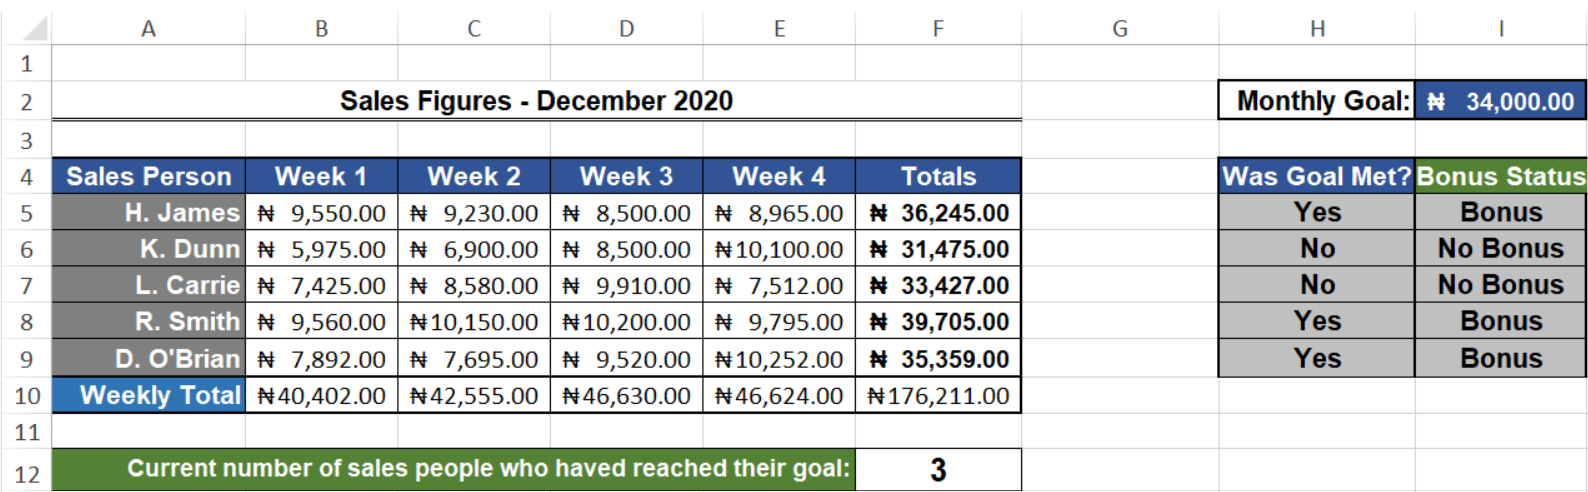 A B C D E F G H I
1
2 Sales Figures - December 2020 Monthly Goal: ₦ 34,000.00
3
4 Sales Person Week 1 Week 2 Week 3 Week 4 Totals Was Goal Met? Bonus Status
5 H. James ₦ 9,550.00 ₦ 9,230.00 ₦ 8,500.00 ₦ 8,965.00 ₦ 36,245.00 Yes Bonus
6 K. Dunn ₦ 5,975.00 ₦ 6,900.00 ₦ 8,500.00 ₦10,100.00 ₦ 31,475.00 No No Bonus
7 L. Carrie ₦ 7,425.00 ₦ 8,580.00 ₦ 9,910.00 ₦ 7,512.00 ₦ 33,427.00 No No Bonus
8 R. Smith ₦ 9,560.00 ₦10,150.00 ₦10,200.00 ₦ 9,795.00 ₦ 39,705.00 Yes Bonus
9 D. O'Brian ₦ 7,892.00 ₦ 7,695.00 ₦ 9,520.00 ₦10,252.00 ₦ 35,359.00 Yes Bonus
10 Weekly Total ₦40,402.00 ₦42,555.00 ₦46,630.00 ₦46,624.00 ₦176,211.00
11
12 Current number of sales people who haved reached their goal: 3